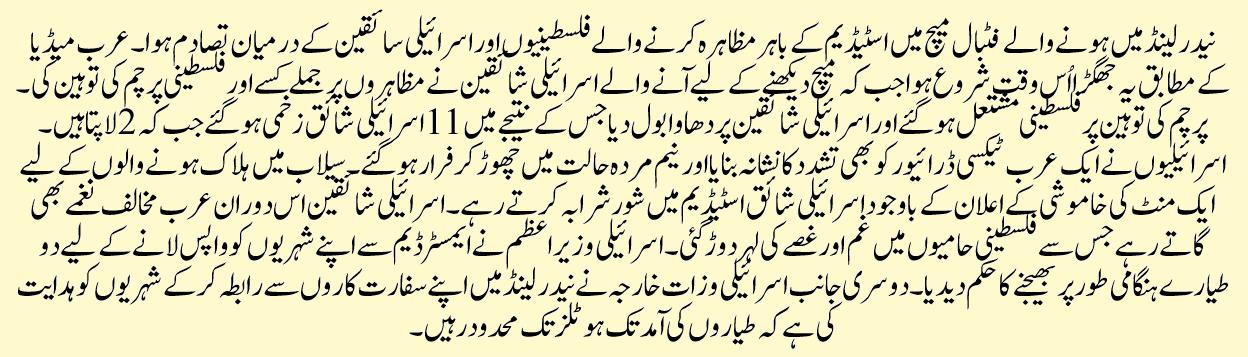 نیدرلینڈ میں ہونے والے فٹبال میچ میں اسٹیڈیم کے باہر مظاہرہ کرنے والے فلسطینیوں اور اسرائیلی شائقین کے درمیان تصادم ہوا۔ عرب میڈیا
کے مطابق یہ جھگڑا اُس وقت شروع ہوا جب کہ میچ دیکھنے کے لیے آنے والے اسرائیلی شائقین نے مظاہروں پر جملے کسے اور فلسطینی پرچم کی توہین کی۔
پرچم کی توہین پر فلسطینی مشتعل ہوگئے اور اسرائیلی شائقین پر دھاوا بول دیا جس کے نتیجے میں 11 اسرائیلی شائق زخمی ہوگئے جب کہ 2 لاپتا ہیں۔
اسرائیلیوں نے ایک عرب ٹیکسی ڈرائیور کو بھی تشدد کا نشانہ بنایا اور نیم مردہ حالت میں چھوڑ کر فرار ہوگئے۔ سیلاب میں ہلاک ہونے والوں کے لیے
ایک منٹ کی خاموشی کے اعلان کے باوجود اسرائیلی شائق اسٹیڈیم میں شور شرابہ کرتے رہے۔ اسرائیلی شائقین اس دوران عرب مخالف نغمے بھی
گاتے رہے جس سے فلسطینی حامیوں میں غم اور غصے کی لہر دوڑ گئی۔ اسرائیلی وزیراعظم نے ایمسٹرڈیم سے اپنے شہریوں کو واپس لانے کے لیے دو
طیارے ہنگامی طور پر بھیجنے کا حکم دیدیا۔ دوسری جانب اسرائیلی وزات خارجہ نے نیدرلینڈ میں اپنے سفارت کاروں سے رابطہ کرکے شہریوں کو ہدایت
کی ہے کہ طیاروں کی آمد تک ہوٹلز تک محدود رہیں۔